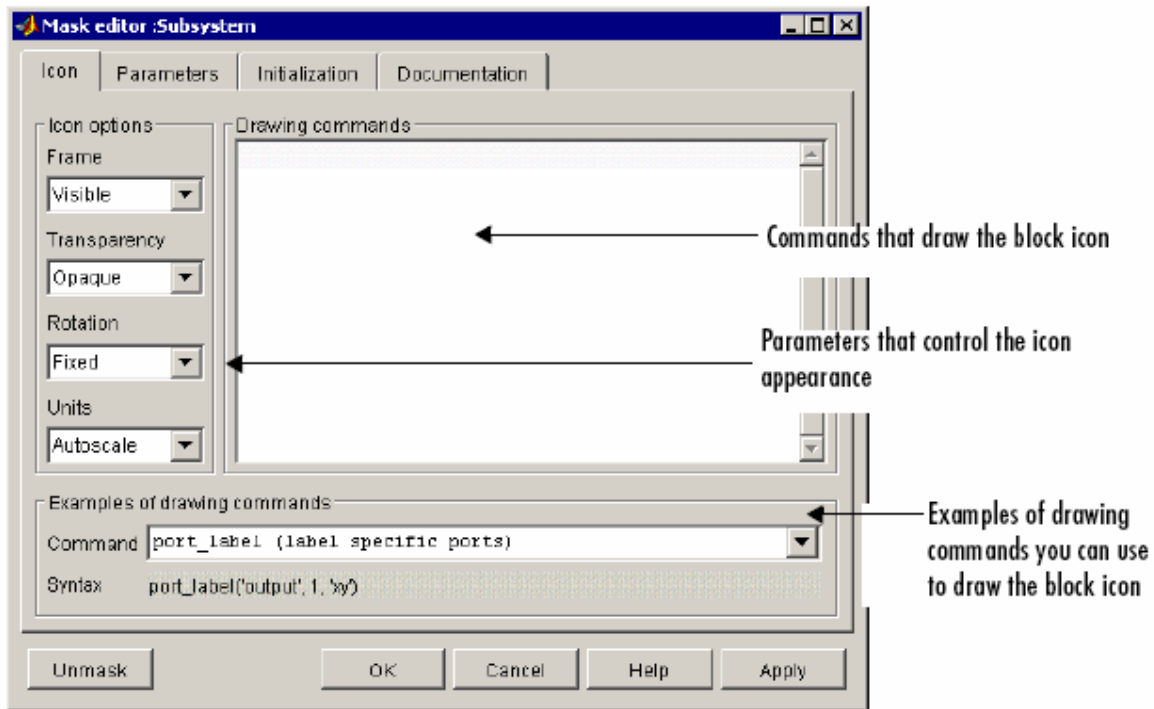 Mask editor :Subsystem
Icon
Parameters
Initialization
Documentation
Icon options
Frame
Visible
Transparency
Opaque
Rotation
Fixed
Units
Autoscale
Drawing commands
Commands that draw the block icon
Parameters that control the icon
appearance
Examples of drawing commands
Command port_label (label specific ports)
Syntax port_label('output', 1, 'xy')
Examples of drawing
commands you can use
to draw the block icon
Unmask
OK
Cancel
Help
Apply